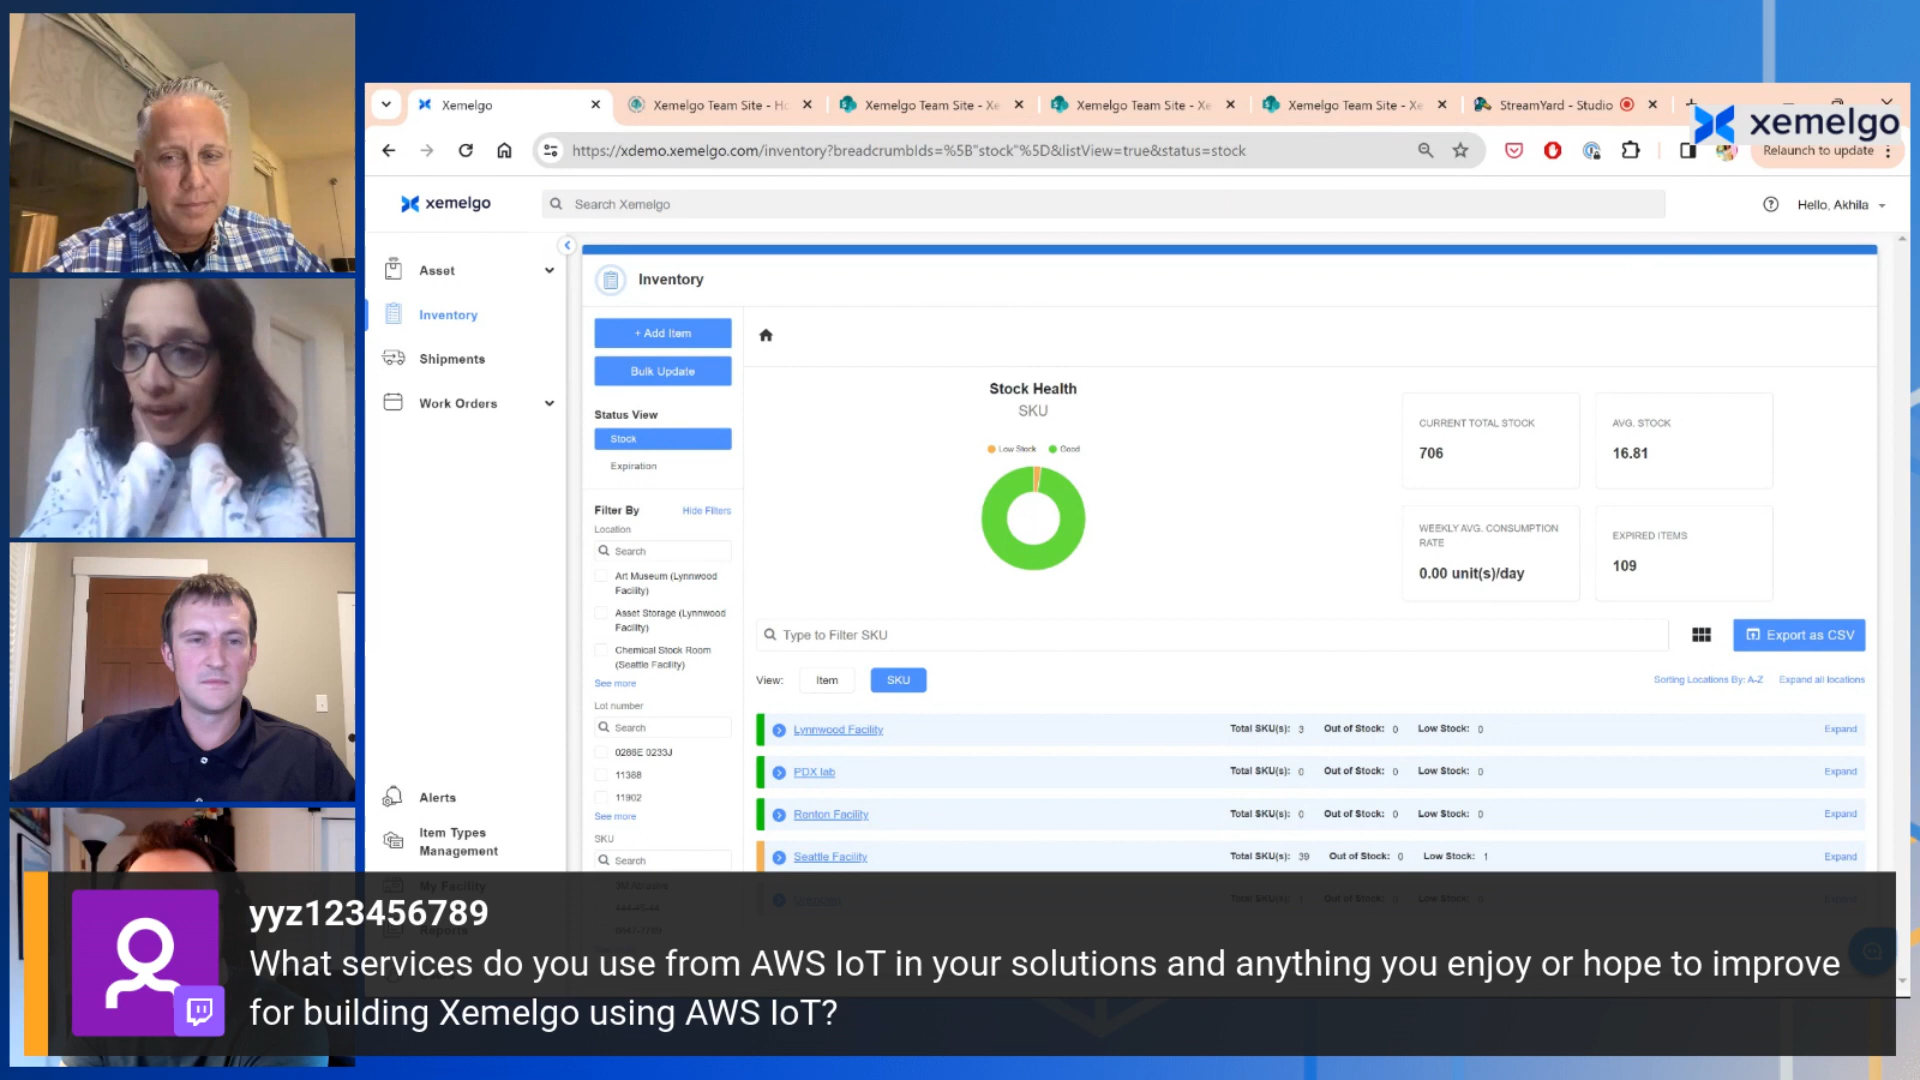 Xemelgo
Xemelgo Team Site - Ho
Xemelgo Team Site - Xe
Xemelgo Team Site - Xe
Xemelgo Team Site - Xe
StreamYard - Studio
xemelgo
https://xdemo.xemelgo.com/inventory?breadcrumbIds=%5B"stock"%5D&listView=true&status=stock
Relaunch to update
xemelgo
Search Xemelgo
Hello, Akhila
Asset
Inventory
Shipments
Work Orders
Alerts
Item Types
Management
My Facility
Reports
Inventory
+ Add Item
Bulk Update
Status View
Stock
Expiration
Filter By
Hide Filters
Location
Search
Art Museum (Lynnwood
Facility)
Asset Storage (Lynnwood
Facility)
Chemical Stock Room
(Seattle Facility)
See more
Lot number
Search
0266E 0233J
11388
11902
See more
SKU
Search
Stock Health
SKU
Low Stock
Good
CURRENT TOTAL STOCK
706
AVG. STOCK
16.81
WEEKLY AVG. CONSUMPTION
RATE
0.00 unit(s)/day
EXPIRED ITEMS
109
Type to Filter SKU
Export as CSV
View:
Item
SKU
Sorting Locations By: A-Z
Expand all locations
Lynnwood Facility Total SKU(s): 3 Out of Stock: 0 Low Stock: 0 Expand
PDX lab Total SKU(s): 0 Out of Stock: 0 Low Stock: 0 Expand
Renton Facility Total SKU(s): 0 Out of Stock: 0 Low Stock: 0 Expand
Seattle Facility Total SKU(s): 39 Out of Stock: 0 Low Stock: 1 Expand
yyz123456789
What services do you use from AWS IoT in your solutions and anything you enjoy or hope to improve
for building Xemelgo using AWS IoT?